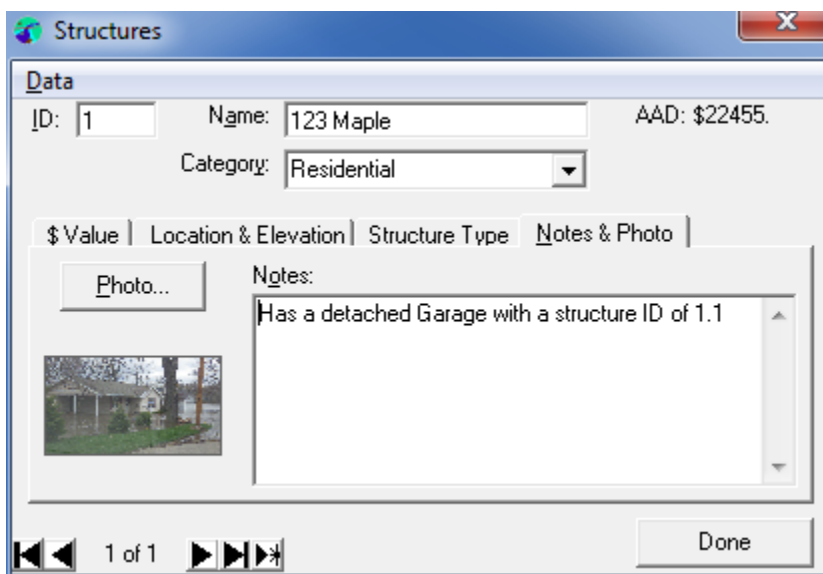 Structures
X
Data
ID: 1 Name: 123 Maple AAD: $22455.
Category: Residential
$ Value Location & Elevation Structure Type Notes & Photo
Photo... Notes:
Has a detached Garage with a structure ID of 1.1
1 of 1 Done